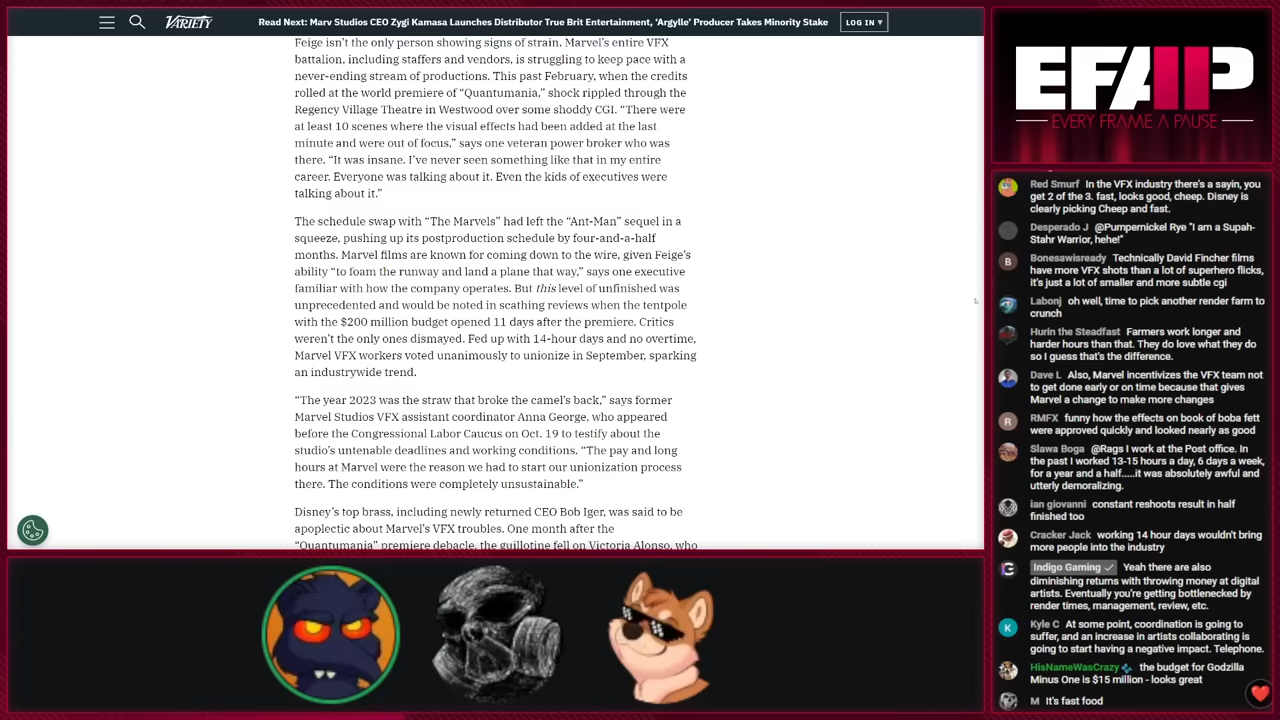 VARIETY
Read Next: Marv Studios CEO Zygi Kamasa Launches Distributor True Brit Entertainment, 'Argylle' Producer Takes Minority Stake
LOG IN ▾
Feige isn't the only person showing signs of strain. Marvel's entire VFX
battalion, including staffers and vendors, is struggling to keep pace with a
never-ending stream of productions. This past February, when the credits
rolled at the world premiere of "Quantumania," shock rippled through the
Regency Village Theatre in Westwood over some shoddy CGI. "There were
at least 10 scenes where the visual effects had been added at the last
minute and were out of focus," says one veteran power broker who was
there. "It was insane. I've never seen something like that in my entire
career. Everyone was talking about it. Even the kids of executives were
talking about it."
The schedule swap with "The Marvels" had left the "Ant-Man" sequel in a
squeeze, pushing up its postproduction schedule by four-and-a-half
months. Marvel films are known for coming down to the wire, given Feige's
ability "to foam the runway and land a plane that way," says one executive
familiar with how the company operates. But this level of unfinished was
unprecedented and would be noted in scathing reviews when the tentpole
with the $200 million budget opened 11 days after the premiere. Critics
weren't the only ones dismayed. Fed up with 14-hour days and no overtime,
Marvel VFX workers voted unanimously to unionize in September, sparking
an industrywide trend.
"The year 2023 was the straw that broke the camel's back," says former
Marvel Studios VFX assistant coordinator Anna George, who appeared
before the Congressional Labor Caucus on Oct. 19 to testify about the
studio's untenable deadlines and working conditions. "The pay and long
hours at Marvel were the reason we had to start our unionization process
there. The conditions were completely unsustainable."
Disney's top brass, including newly returned CEO Bob Iger, was said to be
apoplectic about Marvel's VFX troubles. One month after the
"Quantumania" premiere debacle, the guillotine fell on Victoria Alonso, who
EFAP
EVERY FRAME A PAUSE
Red Smurf In the VFX industry there's a sayin, you
get 2 of the 3. fast, looks good, cheep. Disney is
clearly picking Cheep and fast.
Desperado J @Pumpernickel Rye "I am a Supah-
Stahr Warrior, hehe!"
B
Bonesawisready Technically David Fincher films
have more VFX shots than a lot of superhero flicks,
it's just a lot of smaller and more subtle cgi
Labonj oh well, time to pick another render farm to
crunch
Hurin the Steadfast Farmers work longer and
harder hours than that. They do love what they do
so I guess that's the difference.
Dave L Also, Marvel incentivizes the VFX team not
to get done early or on time because that gives
Marvel a change to make more changes
R
RMFX funny how the effects on book of boba fett
were approved quickly and looked nearly as good
Slawa Boga @Rags I work at the Post office. In
the past I worked 13-15 hours a day, 6 days a week,
for a year and a half.....it was absolutely awful and
utterly demoralizing.
ian giovanni constant reshoots result in half
finished too
Cracker Jack working 14 hour days wouldn't bring
more people into the industry
Indigo Gaming ✓ Yeah there are also
diminishing returns with throwing money at digital
artists. Eventually you're getting bottlenecked by
render times, management, review, etc.
K
Kyle C At some point, coordination is going to
suffer, and an increase in artists collaborating is
going to start having a negative impact. Telephone.
HisNameWasCrazy the budget for Godzilla
Minus One is $15 million - looks great
M It's fast food